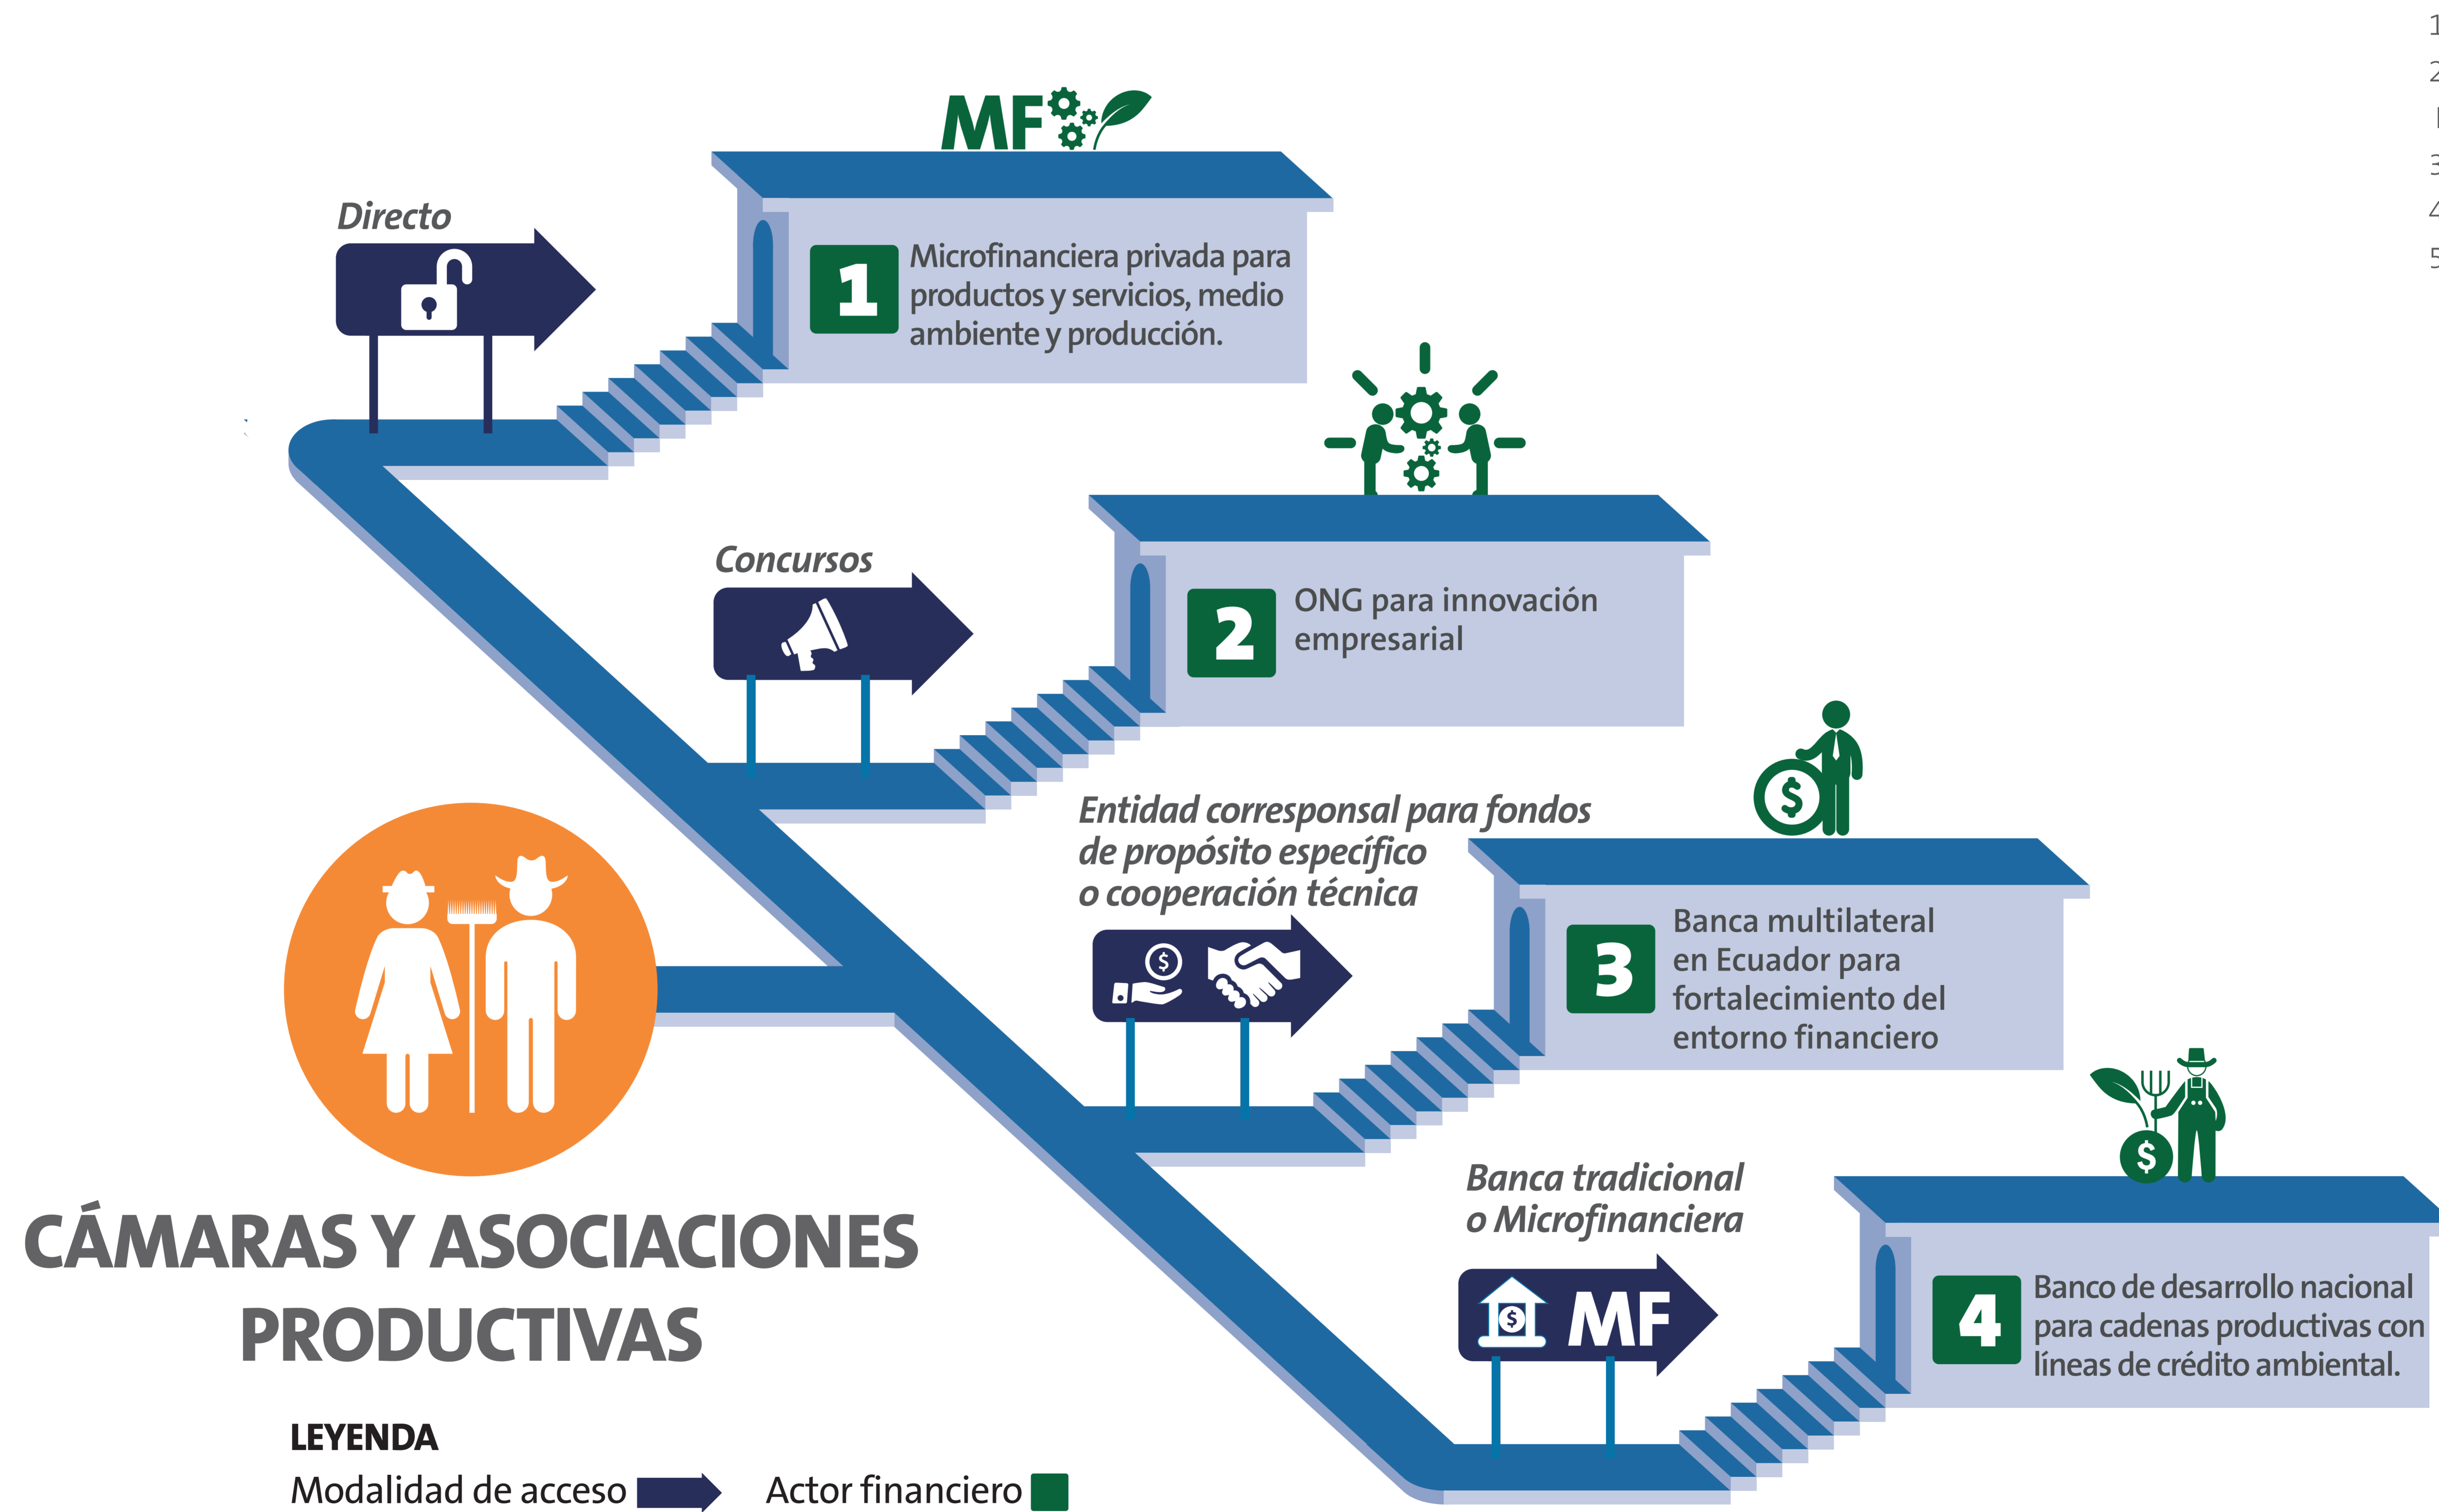 MF
Directo
1
Microfinanciera privada para
productos y servicios, medio
ambiente y producción.
Concursos
2
ONG para innovación
empresarial
Entidad corresponsal para fondos
de propósito específico
o cooperación técnica
$
$
3
Banca multilateral
en Ecuador para
fortalecimiento del
entorno financiero
Banca tradicional
o Microfinanciera
$
MF
$
4
Banco de desarrollo nacional
para cadenas productivas con
líneas de crédito ambiental.
CÁMARAS Y ASOCIACIONES
PRODUCTIVAS
LEYENDA
Modalidad de acceso
Actor financiero